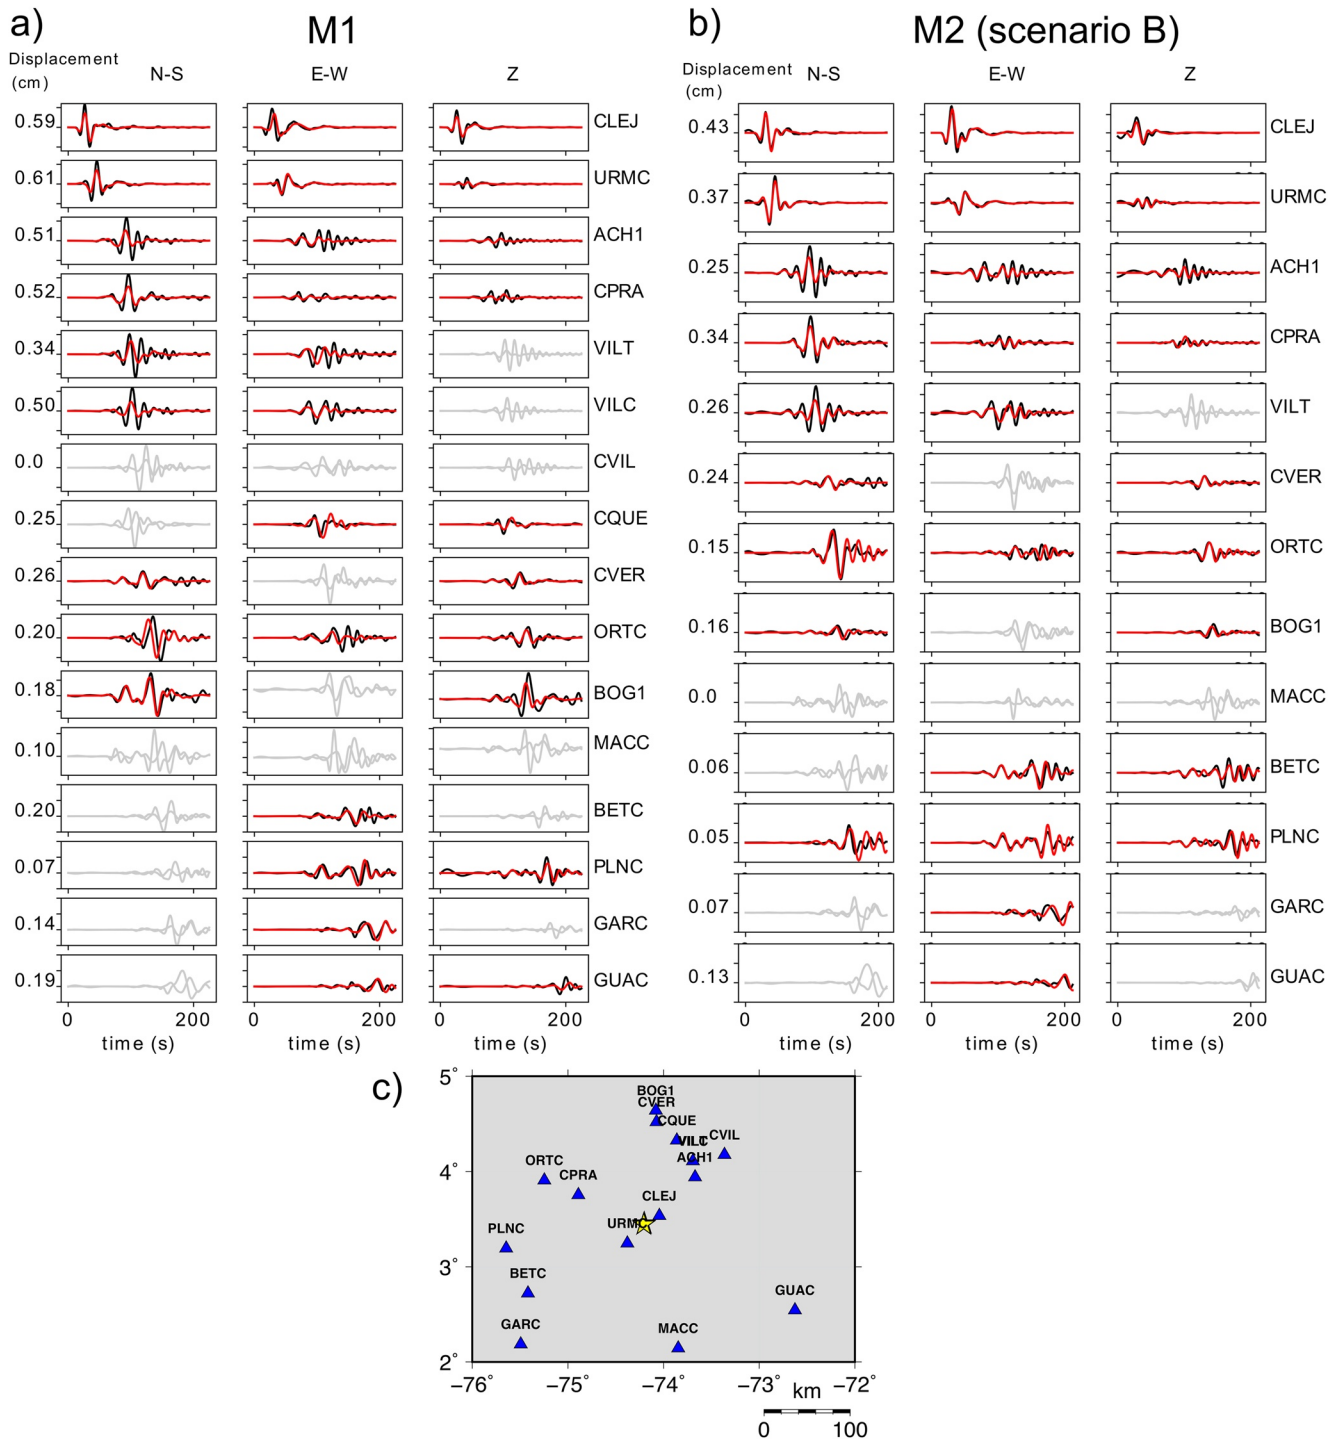 a)
M1
Displacement
(cm)
N-S
E-W
Z
0.59
CLEJ
0.61
URMC
0.51
ACH1
0.52
CPRA
0.34
VILT
0.50
VILC
0.0
CVIL
0.25
CQUE
0.26
CVER
0.20
ORTC
0.18
BOG1
0.10
MACC
0.20
BETC
0.07
PLNC
0.14
GARC
0.19
GUAC
0 200 0 200 0 200
time (s) time (s) time (s)
b)
M2 (scenario B)
Displacement
(cm)
N-S
E-W
Z
0.43
CLEJ
0.37
URMC
0.25
ACH1
0.34
CPRA
0.26
VILT
0.24
CVER
0.15
ORTC
0.16
BOG1
0.0
MACC
0.06
BETC
0.05
PLNC
0.07
GARC
0.13
GUAC
0 200 0 200 0 200
time (s) time (s) time (s)
c)
5°
4°
3°
2°
BOG1
CVER
CQUE
CVIL
ACH1
ORTC
CPRA
CLEJ
PLNC
BETC
GUAC
GARC
MACC
−76° −75° −74° −73° −72°
km
0 100